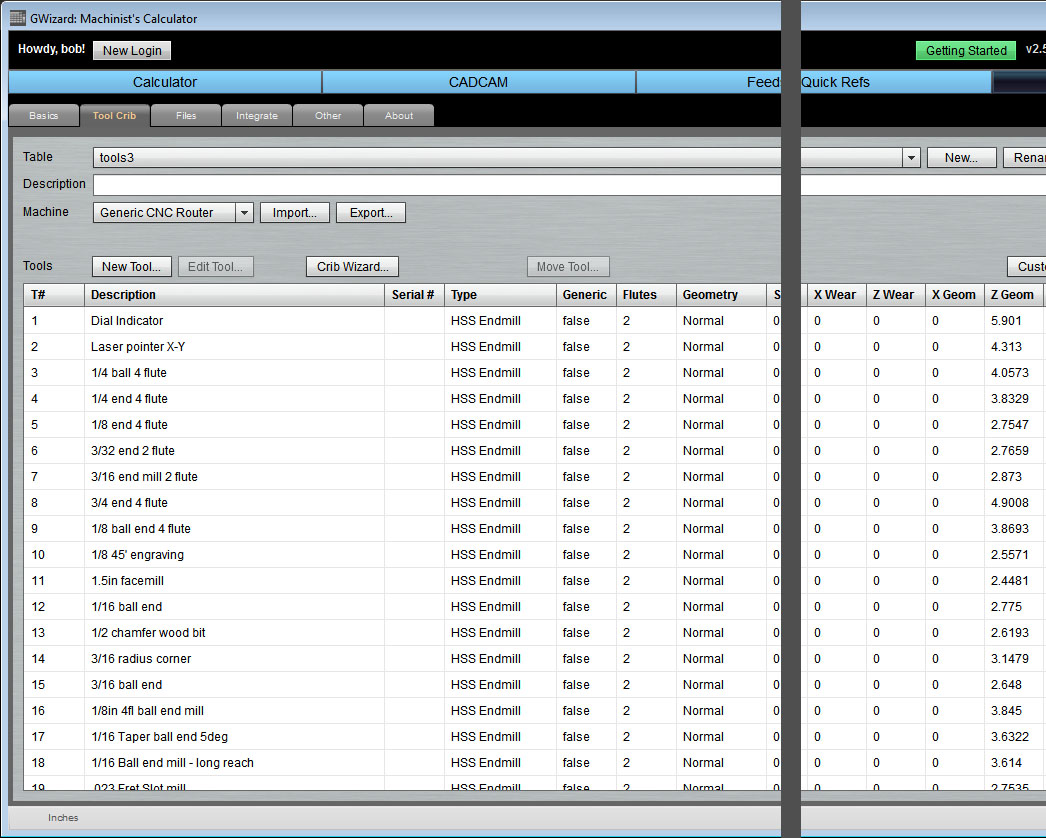 GWizard: Machinist's Calculator
Howdy, bob! New Login Getting Started v2.5
Calculator CADCAM Feeds Quick Refs
Basics Tool Crib Files Integrate Other About
Table tools3 New... Renar
Description
Machine Generic CNC Router Import... Export...
Tools New Tool... Edit Tool... Crib Wizard... Move Tool... Custo
T# Description Serial # Type Generic Flutes Geometry S X Wear Z Wear X Geom Z Geom
1 Dial Indicator HSS Endmill false 2 Normal 0 0 0 0 5.901
2 Laser pointer X-Y HSS Endmill false 2 Normal 0 0 0 0 4.313
3 1/4 ball 4 flute HSS Endmill false 2 Normal 0 0 0 0 4.0573
4 1/4 end 4 flute HSS Endmill false 2 Normal 0 0 0 0 3.8329
5 1/8 end 4 flute HSS Endmill false 2 Normal 0 0 0 0 2.7547
6 3/32 end 2 flute HSS Endmill false 2 Normal 0 0 0 0 2.7659
7 3/16 end mill 2 flute HSS Endmill false 2 Normal 0 0 0 0 2.873
8 3/4 end 4 flute HSS Endmill false 2 Normal 0 0 0 0 4.9008
9 1/8 ball end 4 flute HSS Endmill false 2 Normal 0 0 0 0 3.8693
10 1/8 45' engraving HSS Endmill false 2 Normal 0 0 0 0 2.5571
11 1.5in facemill HSS Endmill false 2 Normal 0 0 0 0 2.4481
12 1/16 ball end HSS Endmill false 2 Normal 0 0 0 0 2.775
13 1/2 chamfer wood bit HSS Endmill false 2 Normal 0 0 0 0 2.6193
14 3/16 radius corner HSS Endmill false 2 Normal 0 0 0 0 3.1479
15 3/16 ball end HSS Endmill false 2 Normal 0 0 0 0 2.648
16 1/8in 4fl ball end mill HSS Endmill false 2 Normal 0 0 0 0 3.845
17 1/16 Taper ball end 5deg HSS Endmill false 2 Normal 0 0 0 0 3.6322
18 1/16 Ball end mill - long reach HSS Endmill false 2 Normal 0 0 0 0 3.614
19 .023 Fret Slot mill HSS Endmill false 2 Normal 0 0 0 0 2.7535
Inches